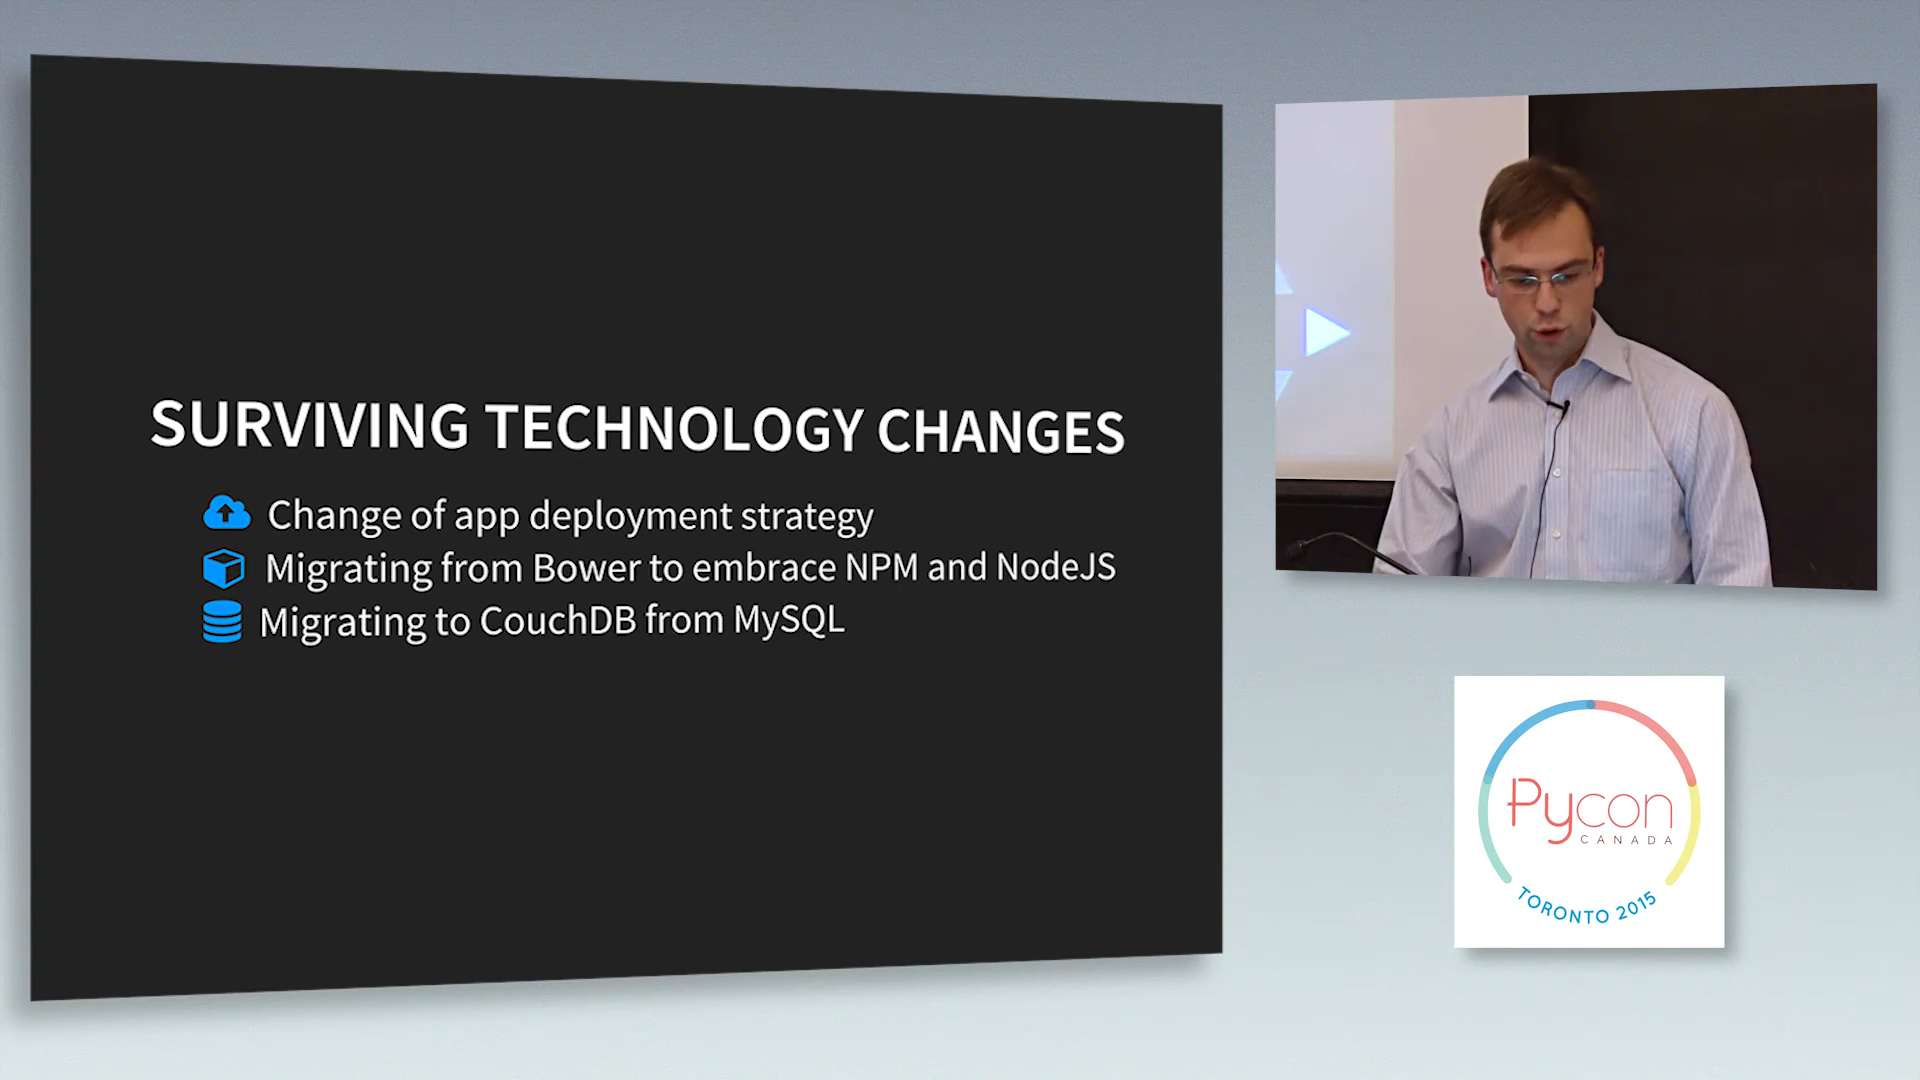 SURVIVING TECHNOLOGY CHANGES
Change of app deployment strategy
Migrating from Bower to embrace NPM and NodeJS
Migrating to CouchDB from MySQL
Pycon
CANADA
TORONTO 2015